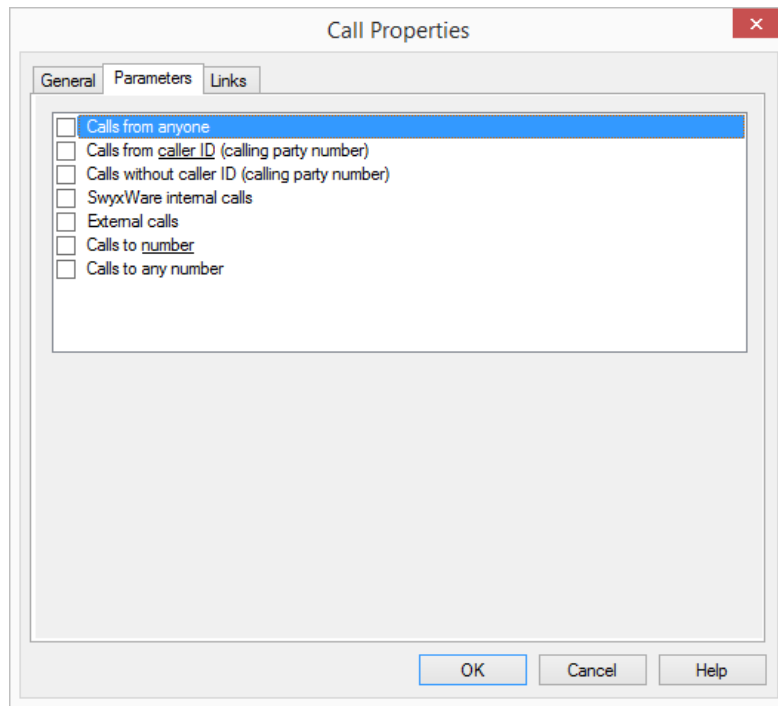 Call Properties
General Parameters Links
Calls from anyone
Calls from caller ID (calling party number)
Calls without caller ID (calling party number)
SwyxWare internal calls
External calls
Calls to number
Calls to any number
OK Cancel Help